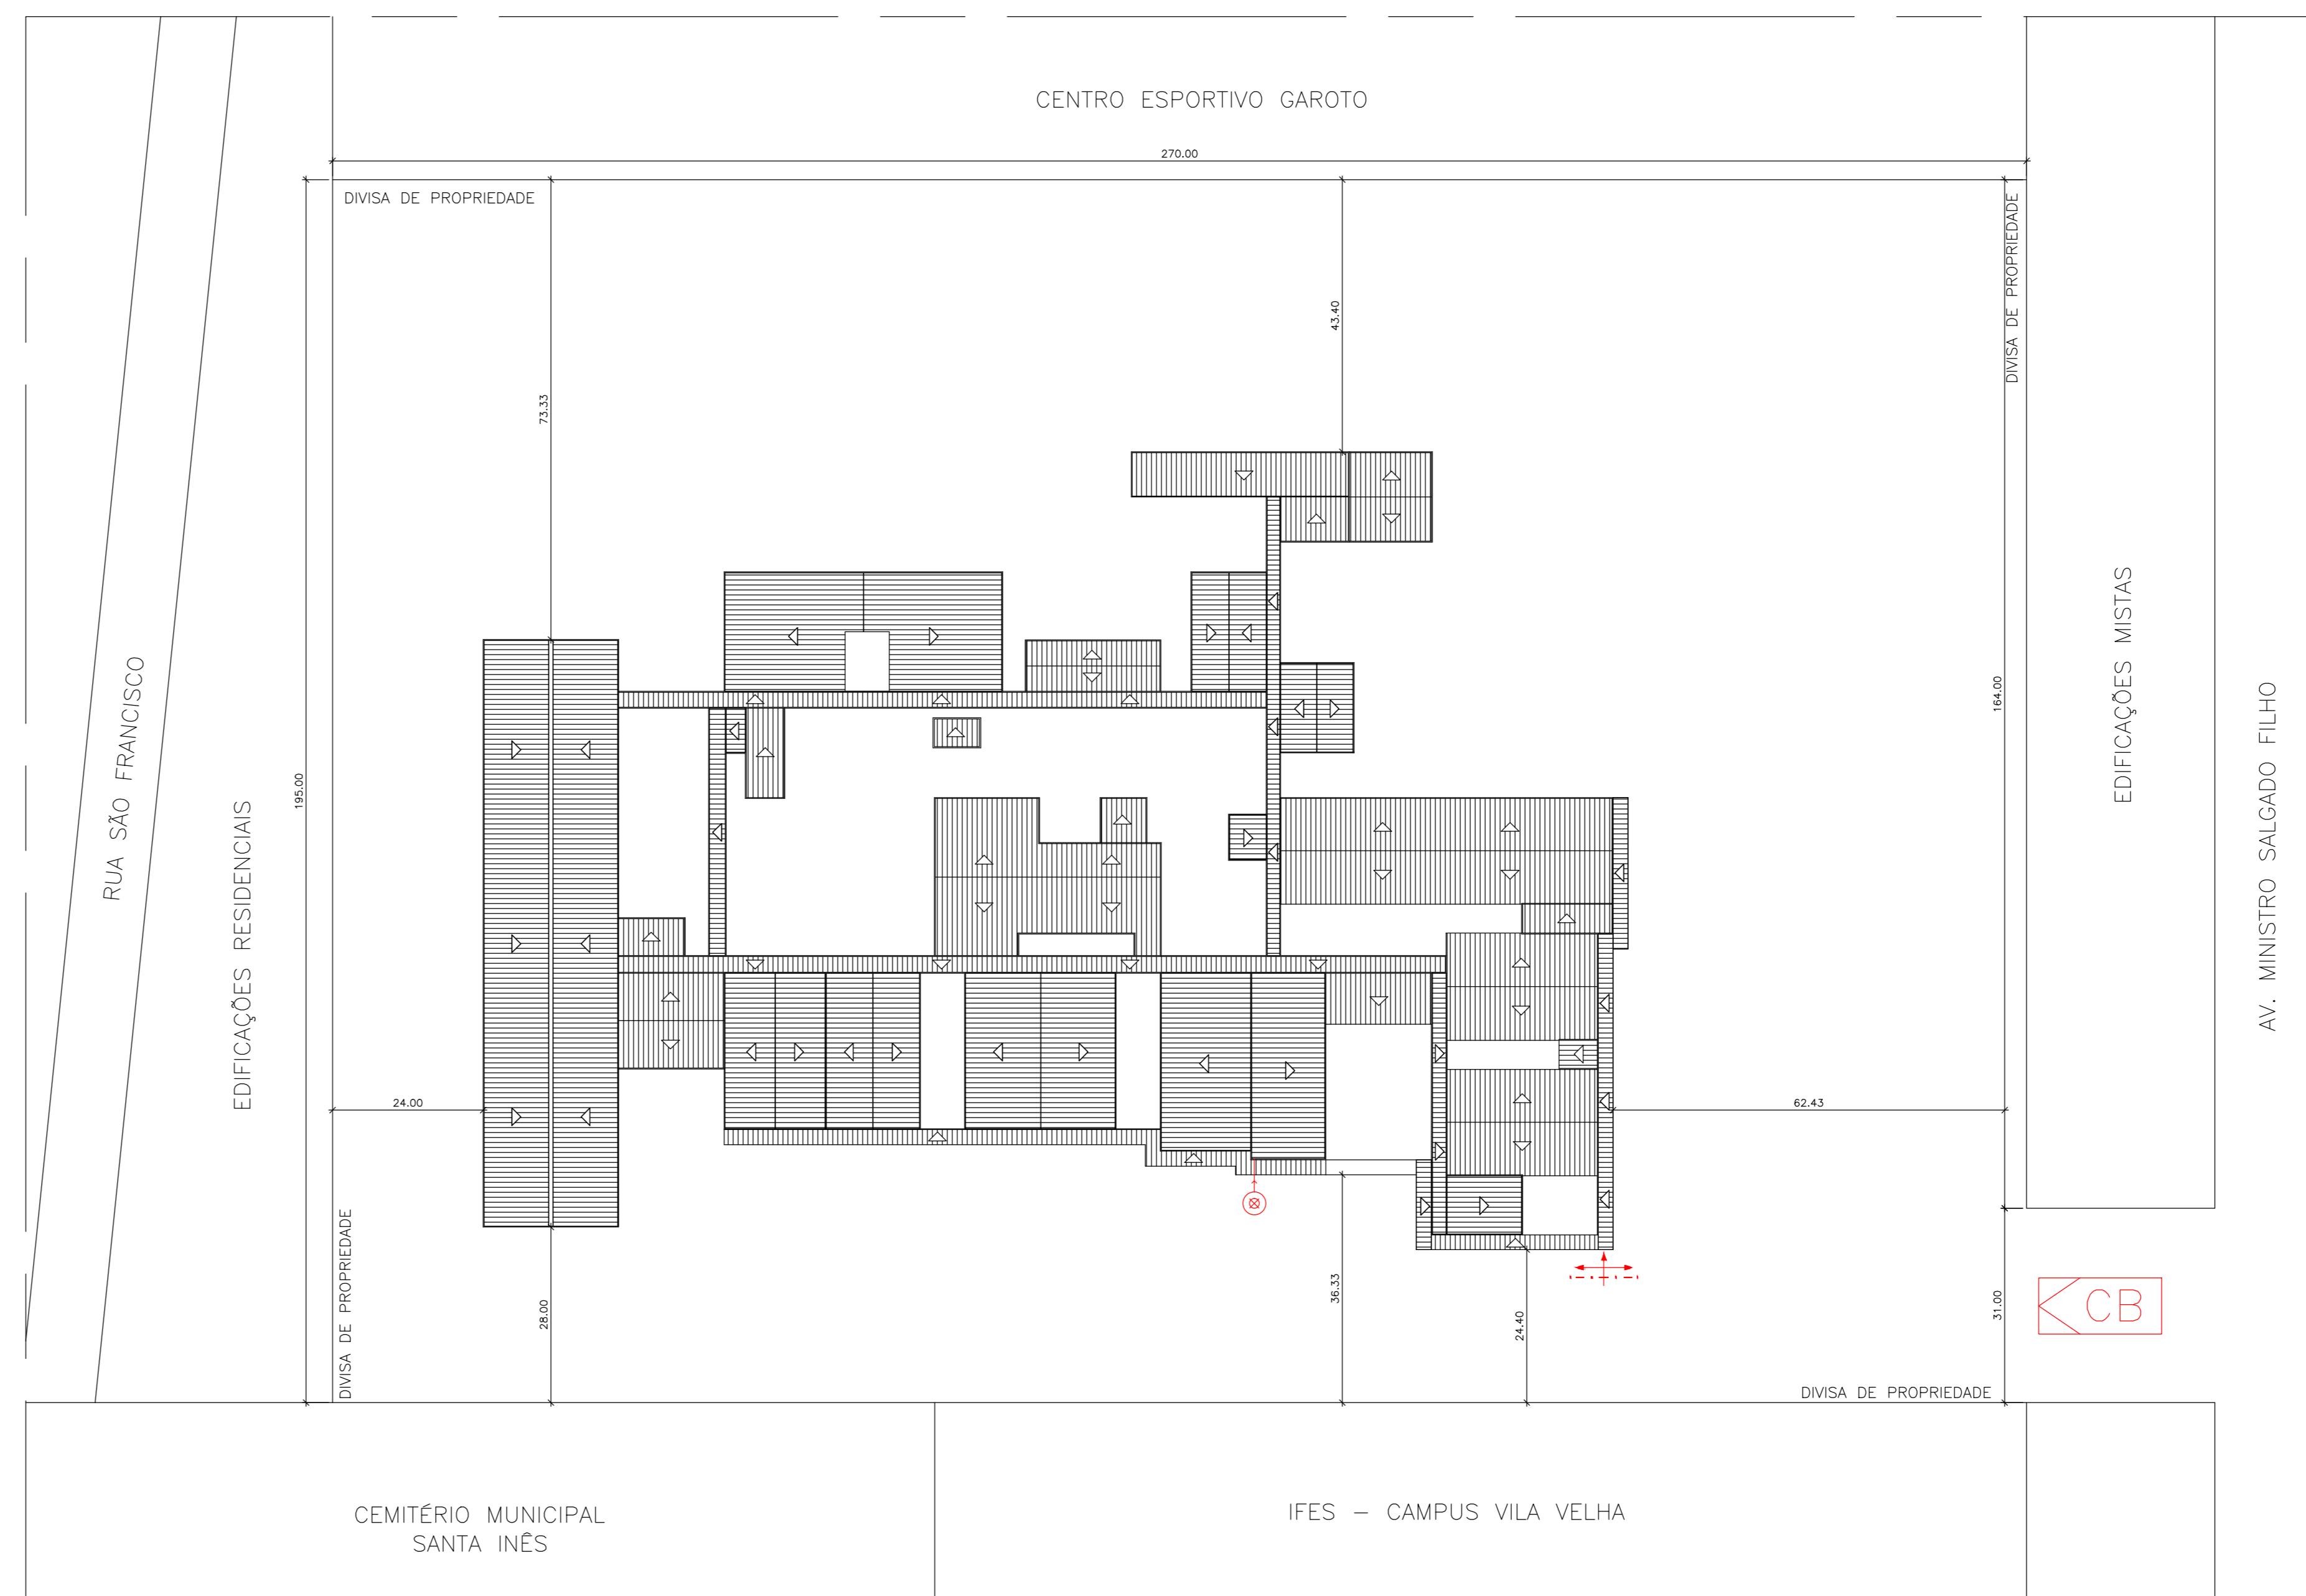 CENTRO ESPORTIVO GAROTO
270.00
DIVISA DE PROPRIEDADE
DIVISA DE PROPRIEDADE
43.40
73.33
EDIFICAÇÕES MISTAS
RUA SÃO FRANCISCO
164.00
AV. MINISTRO SALGADO FILHO
195.00
EDIFICAÇÕES RESIDENCIAIS
24.00
62.43
DIVISA DE PROPRIEDADE
28.00
36.33
24.40
31.00
CB
DIVISA DE PROPRIEDADE
CEMITÉRIO MUNICIPAL
SANTA INÊS
IFES – CAMPUS VILA VELHA